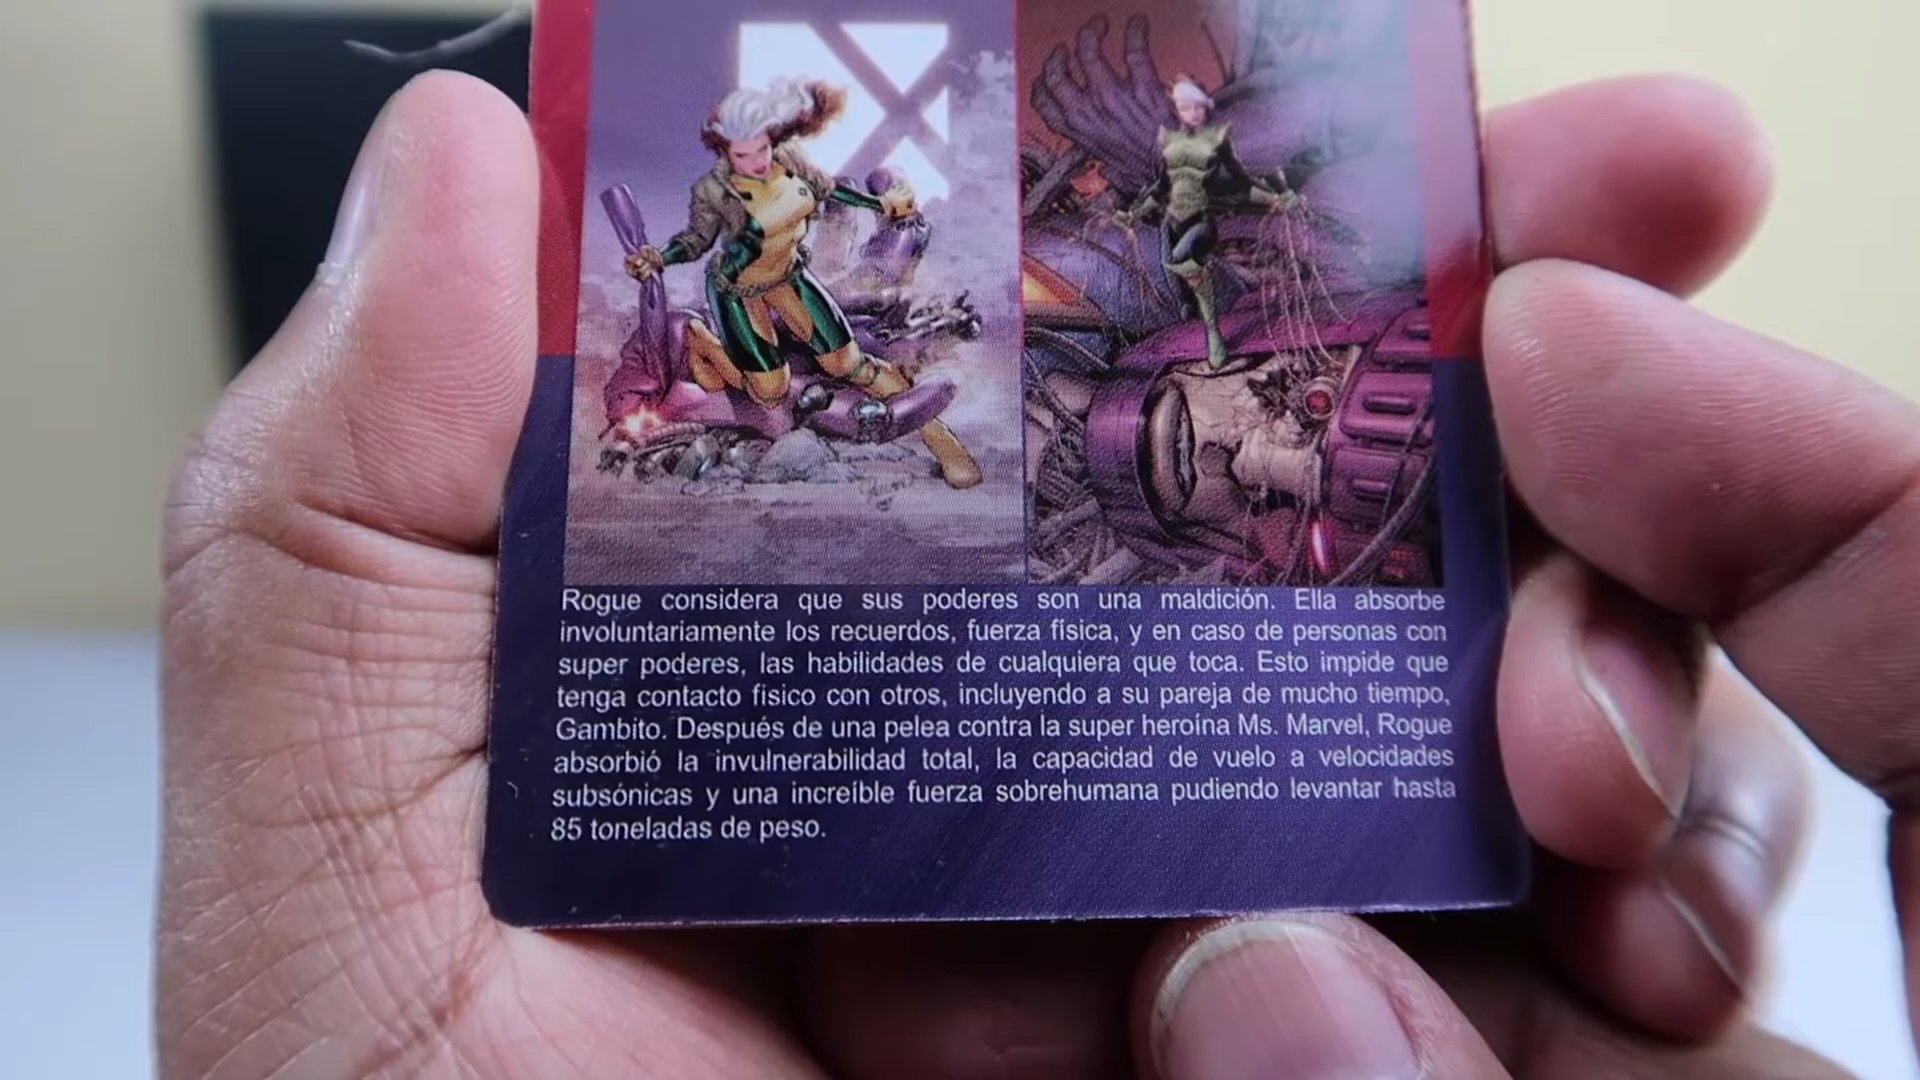 Rogue considera que sus poderes son una maldición. Ella absorbe
involuntariamente los recuerdos, fuerza física, y en caso de personas con
super poderes, las habilidades de cualquiera que toca. Esto impide que
tenga contacto fisico con otros, incluyendo a su pareja de mucho tiempo,
Gambito. Después de una pelea contra la super heroína Ms. Marvel, Rogue
absorbió la invulnerabilidad total, la capacidad de vuelo a velocidades
subsónicas y una increíble fuerza sobrehumana pudiendo levantar hasta
85 toneladas de peso.